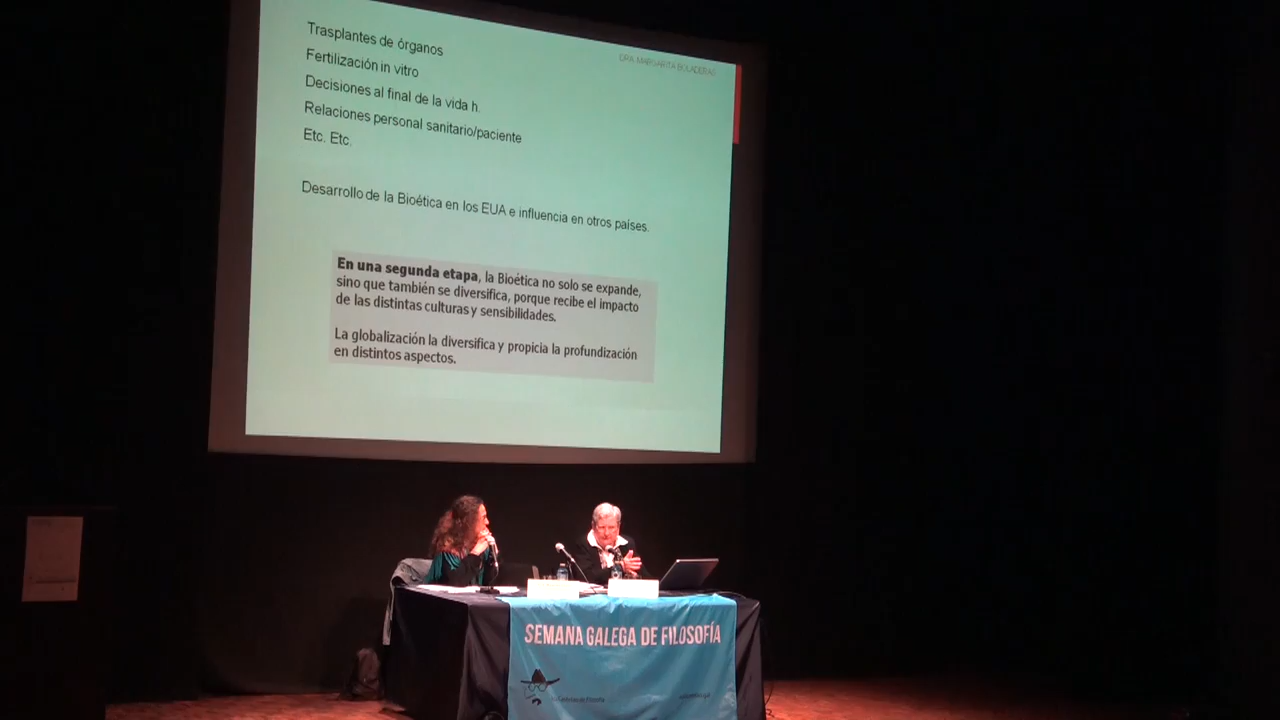 Trasplantes de órganos
DRA. MARGARITA BOLADERAS
Fertilización in vitro
Decisiones al final de la vida h.
Relaciones personal sanitario/paciente
Etc. Etc.
Desarrollo de la Bioética en los EUA e influencia en otros países.
En una segunda etapa, la Bioética no solo se expande,
sino que también se diversifica, porque recibe el impacto
de las distintas culturas y sensibilidades.
La globalización la diversifica y propicia la profundización
en distintos aspectos.
SEMANA GALEGA DE FILOSOFÍA